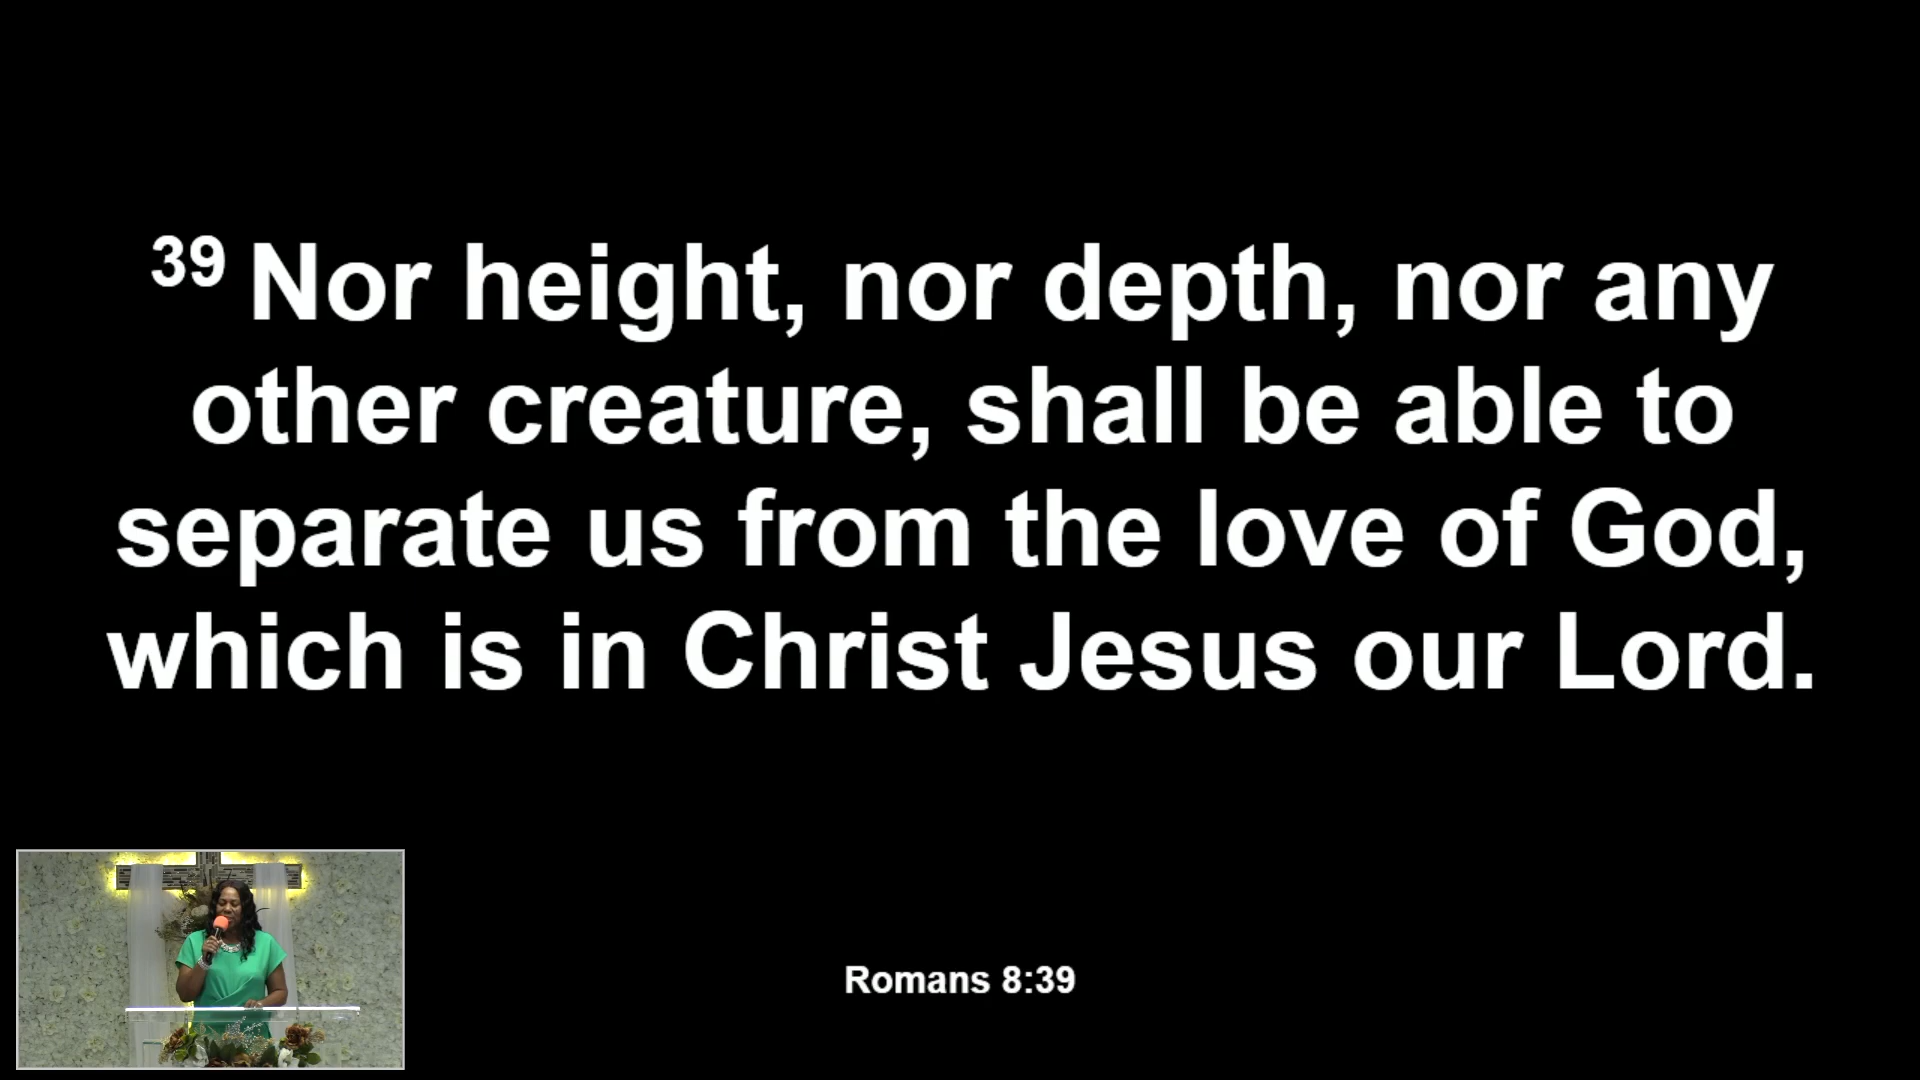 39 Nor height, nor depth, nor any
other creature, shall be able to
separate us from the love of God,
which is in Christ Jesus our Lord.
Romans 8:39